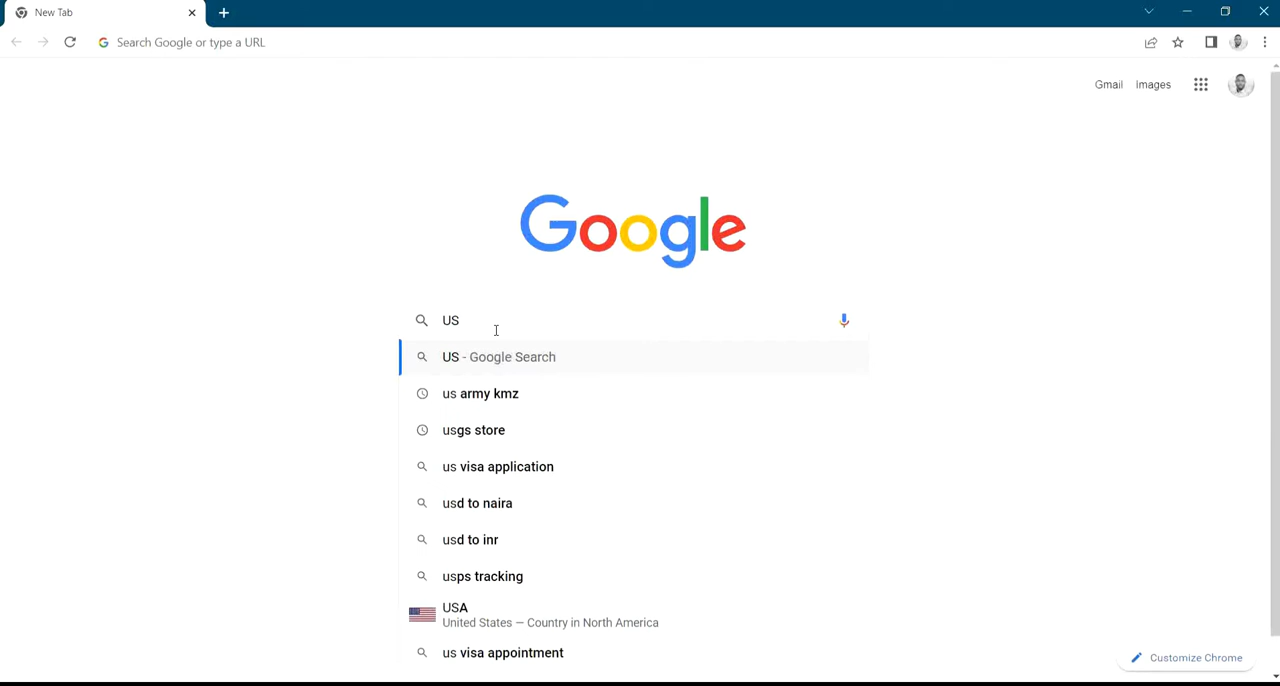 New Tab
Search Google or type a URL
Gmail Images
Google
US
US - Google Search
us army kmz
usgs store
us visa application
usd to naira
usd to inr
usps tracking
USA
United States — Country in North America
us visa appointment
Customize Chrome